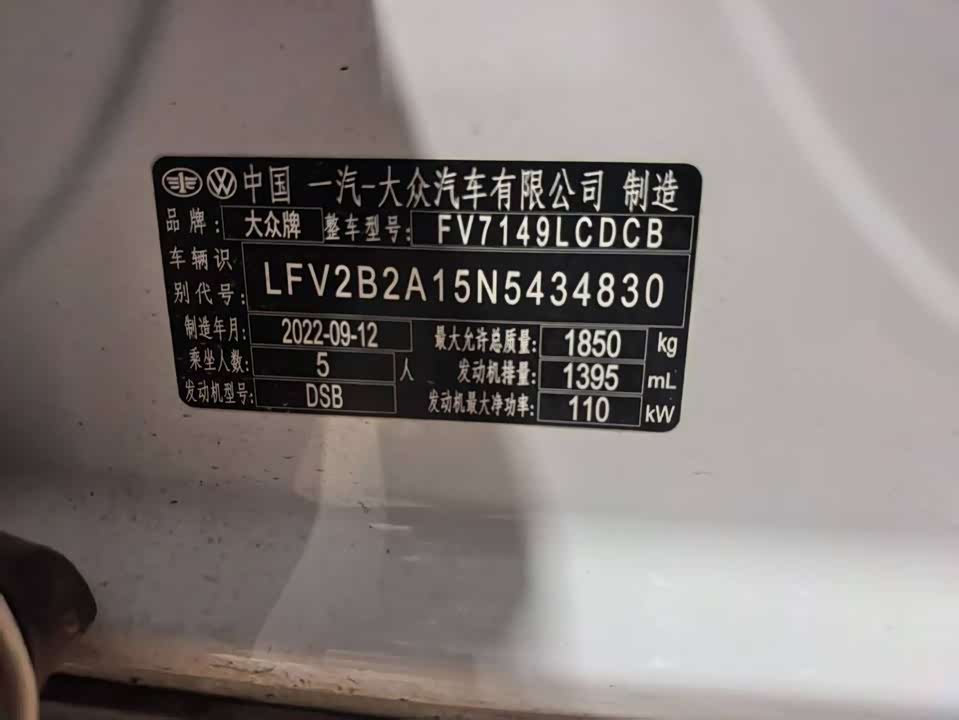 中国 一汽-大众汽车有限公司 制造
品牌: 大众牌 整车型号: FV7149LCDCB
车辆识别代号: LFV2B2A15N5434830
制造年月: 2022-09-12 最大允许总质量: 1850 kg
乘坐人数: 5 人 发动机排量: 1395 mL
发动机型号: DSB 发动机最大净功率: 110 kW